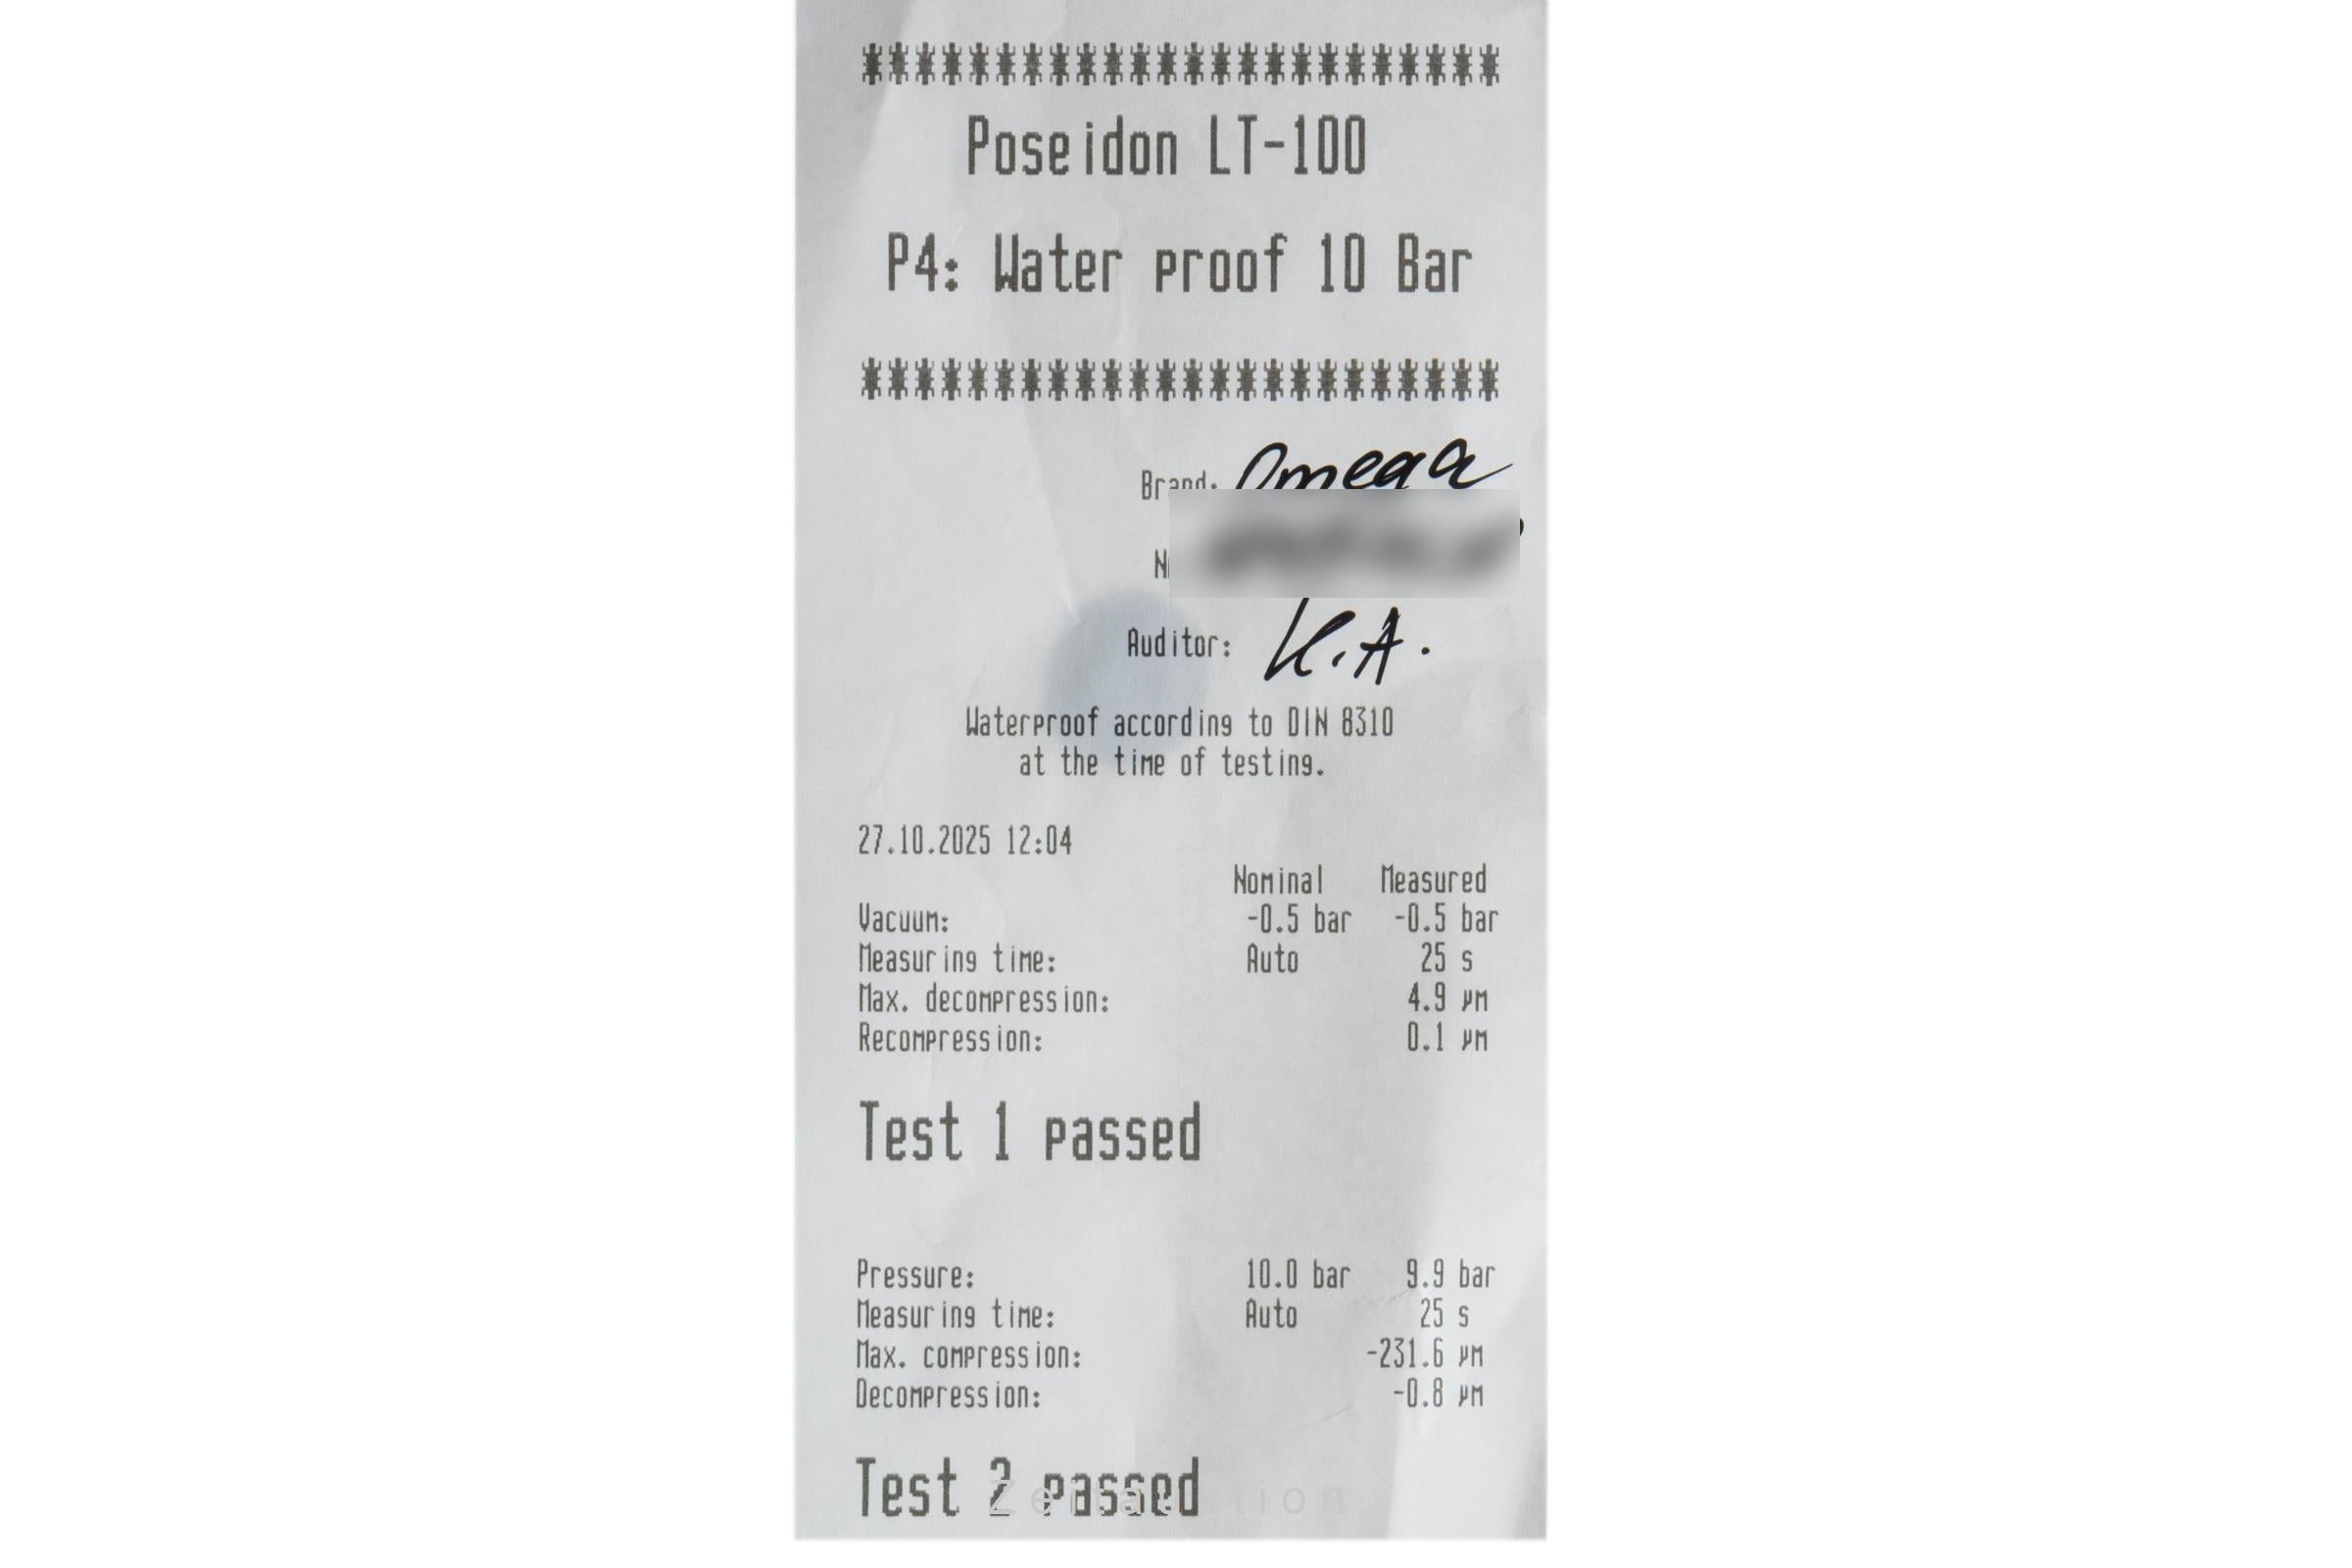 ************************
Poseidon LT-100
P4: Water proof 10 Bar
************************
Brand: Omega
Auditor: K.A.
Waterproof according to DIN 8310
at the time of testing.
27.10.2025 12:04
Nominal Measured
Vacuum: -0.5 bar -0.5 bar
Measuring time: Auto 25 s
Max. decompression: 4.9 µm
Recompression: 0.1 µm
Test 1 passed
Pressure: 10.0 bar 9.9 bar
Measuring time: Auto 25 s
Max. compression: -231.6 µm
Decompression: -0.8 µm
Test 2 passed
Zeitauktion